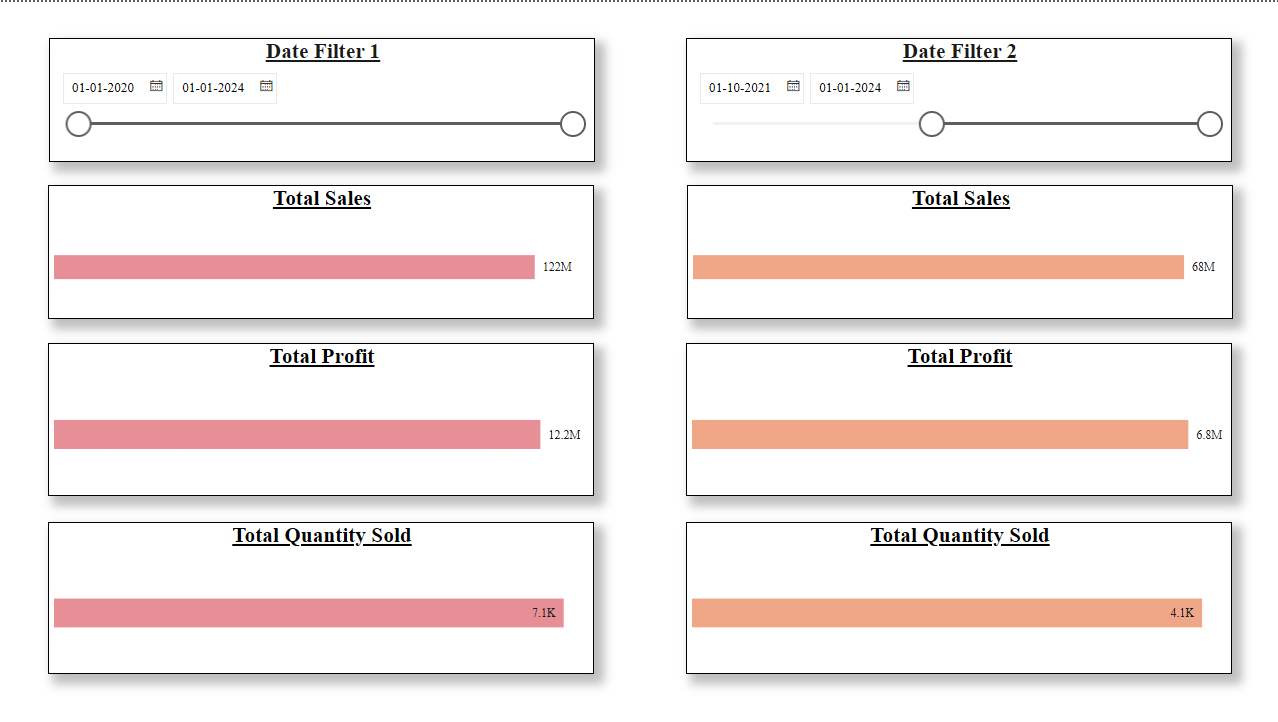 Date Filter 1
01-01-2020 01-01-2024
Total Sales
122M
Total Profit
12.2M
Total Quantity Sold
7.1K
Date Filter 2
01-10-2021 01-01-2024
Total Sales
68M
Total Profit
6.8M
Total Quantity Sold
4.1K